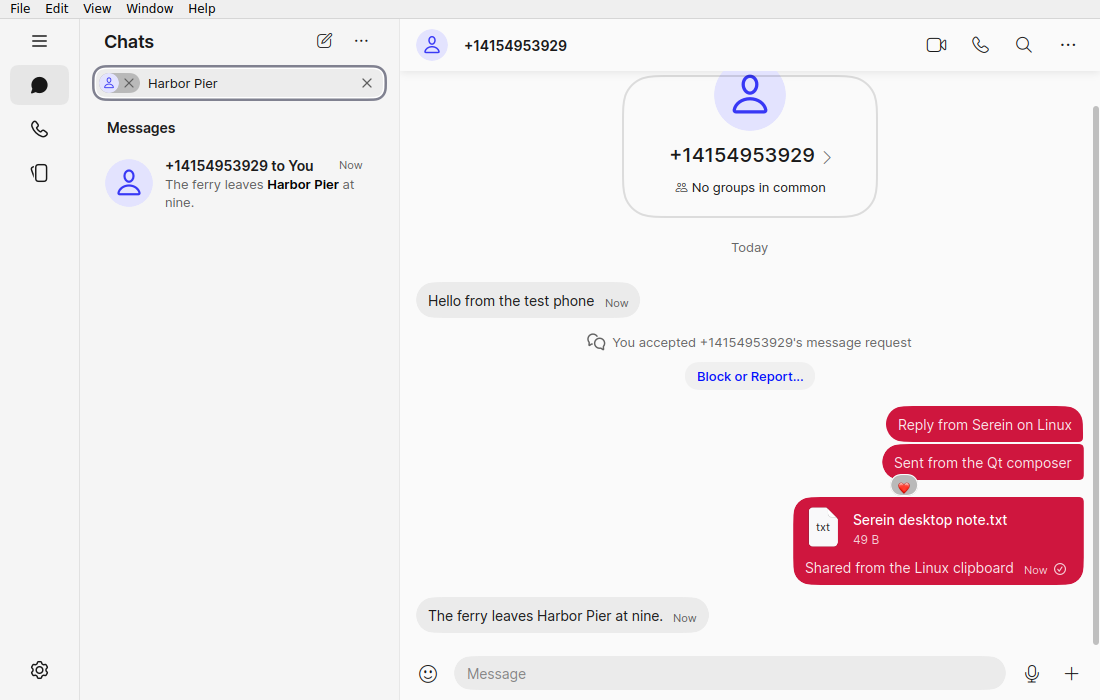 File Edit View Window Help
Chats
Harbor Pier
Messages
+14154953929 to You Now
The ferry leaves Harbor Pier at
nine.
+14154953929
+14154953929
No groups in common
Today
Hello from the test phone Now
You accepted +14154953929's message request
Block or Report...
Reply from Serein on Linux
Sent from the Qt composer
txt
Serein desktop note.txt
49 B
Shared from the Linux clipboard Now
The ferry leaves Harbor Pier at nine. Now
Message